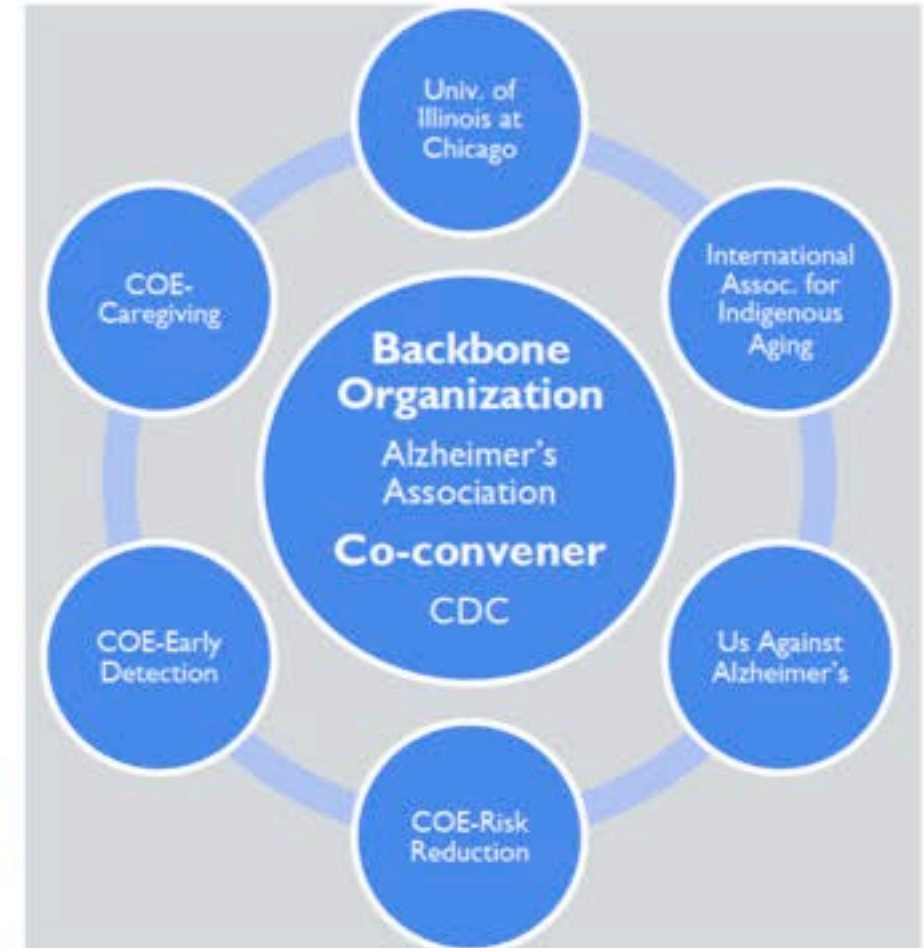 Univ. of
Illinois at
Chicago
International
Assoc. for
Indigenous
Aging
Us Against
Alzheimer's
COE-Risk
Reduction
COE-Early
Detection
COE-
Caregiving
Backbone
Organization
Alzheimer's
Association
Co-convener
CDC